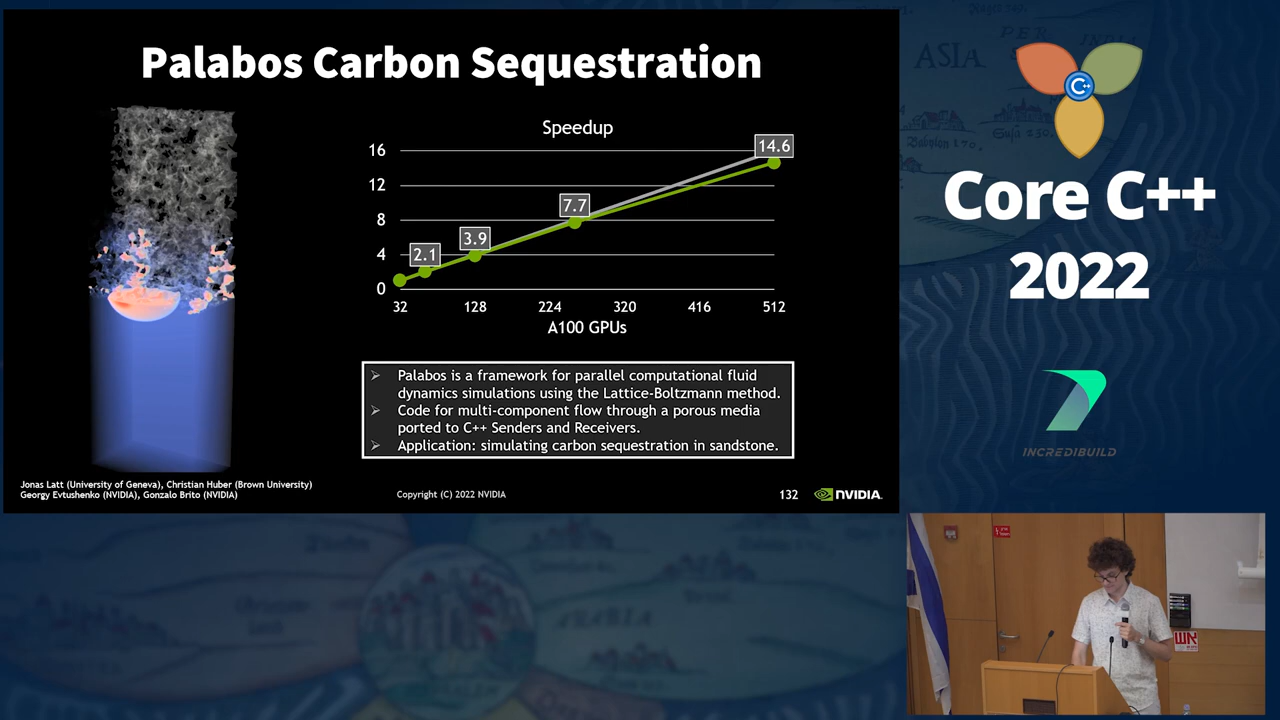 Palabos Carbon Sequestration
Speedup
16
12
8
4
0
2.1
3.9
7.7
14.6
32
128
224
320
416
512
A100 GPUs
Palabos is a framework for parallel computational fluid
dynamics simulations using the Lattice-Boltzmann method.
Code for multi-component flow through a porous media
ported to C++ Senders and Receivers.
Application: simulating carbon sequestration in sandstone.
Jonas Latt (University of Geneva), Christian Huber (Brown University)
Georgy Evtushenko (NVIDIA), Gonzalo Brito (NVIDIA)
Copyright (C) 2022 NVIDIA
132
NVIDIA.
ASIA
C++
Core C++
2022
INCREDIBUILD
אש